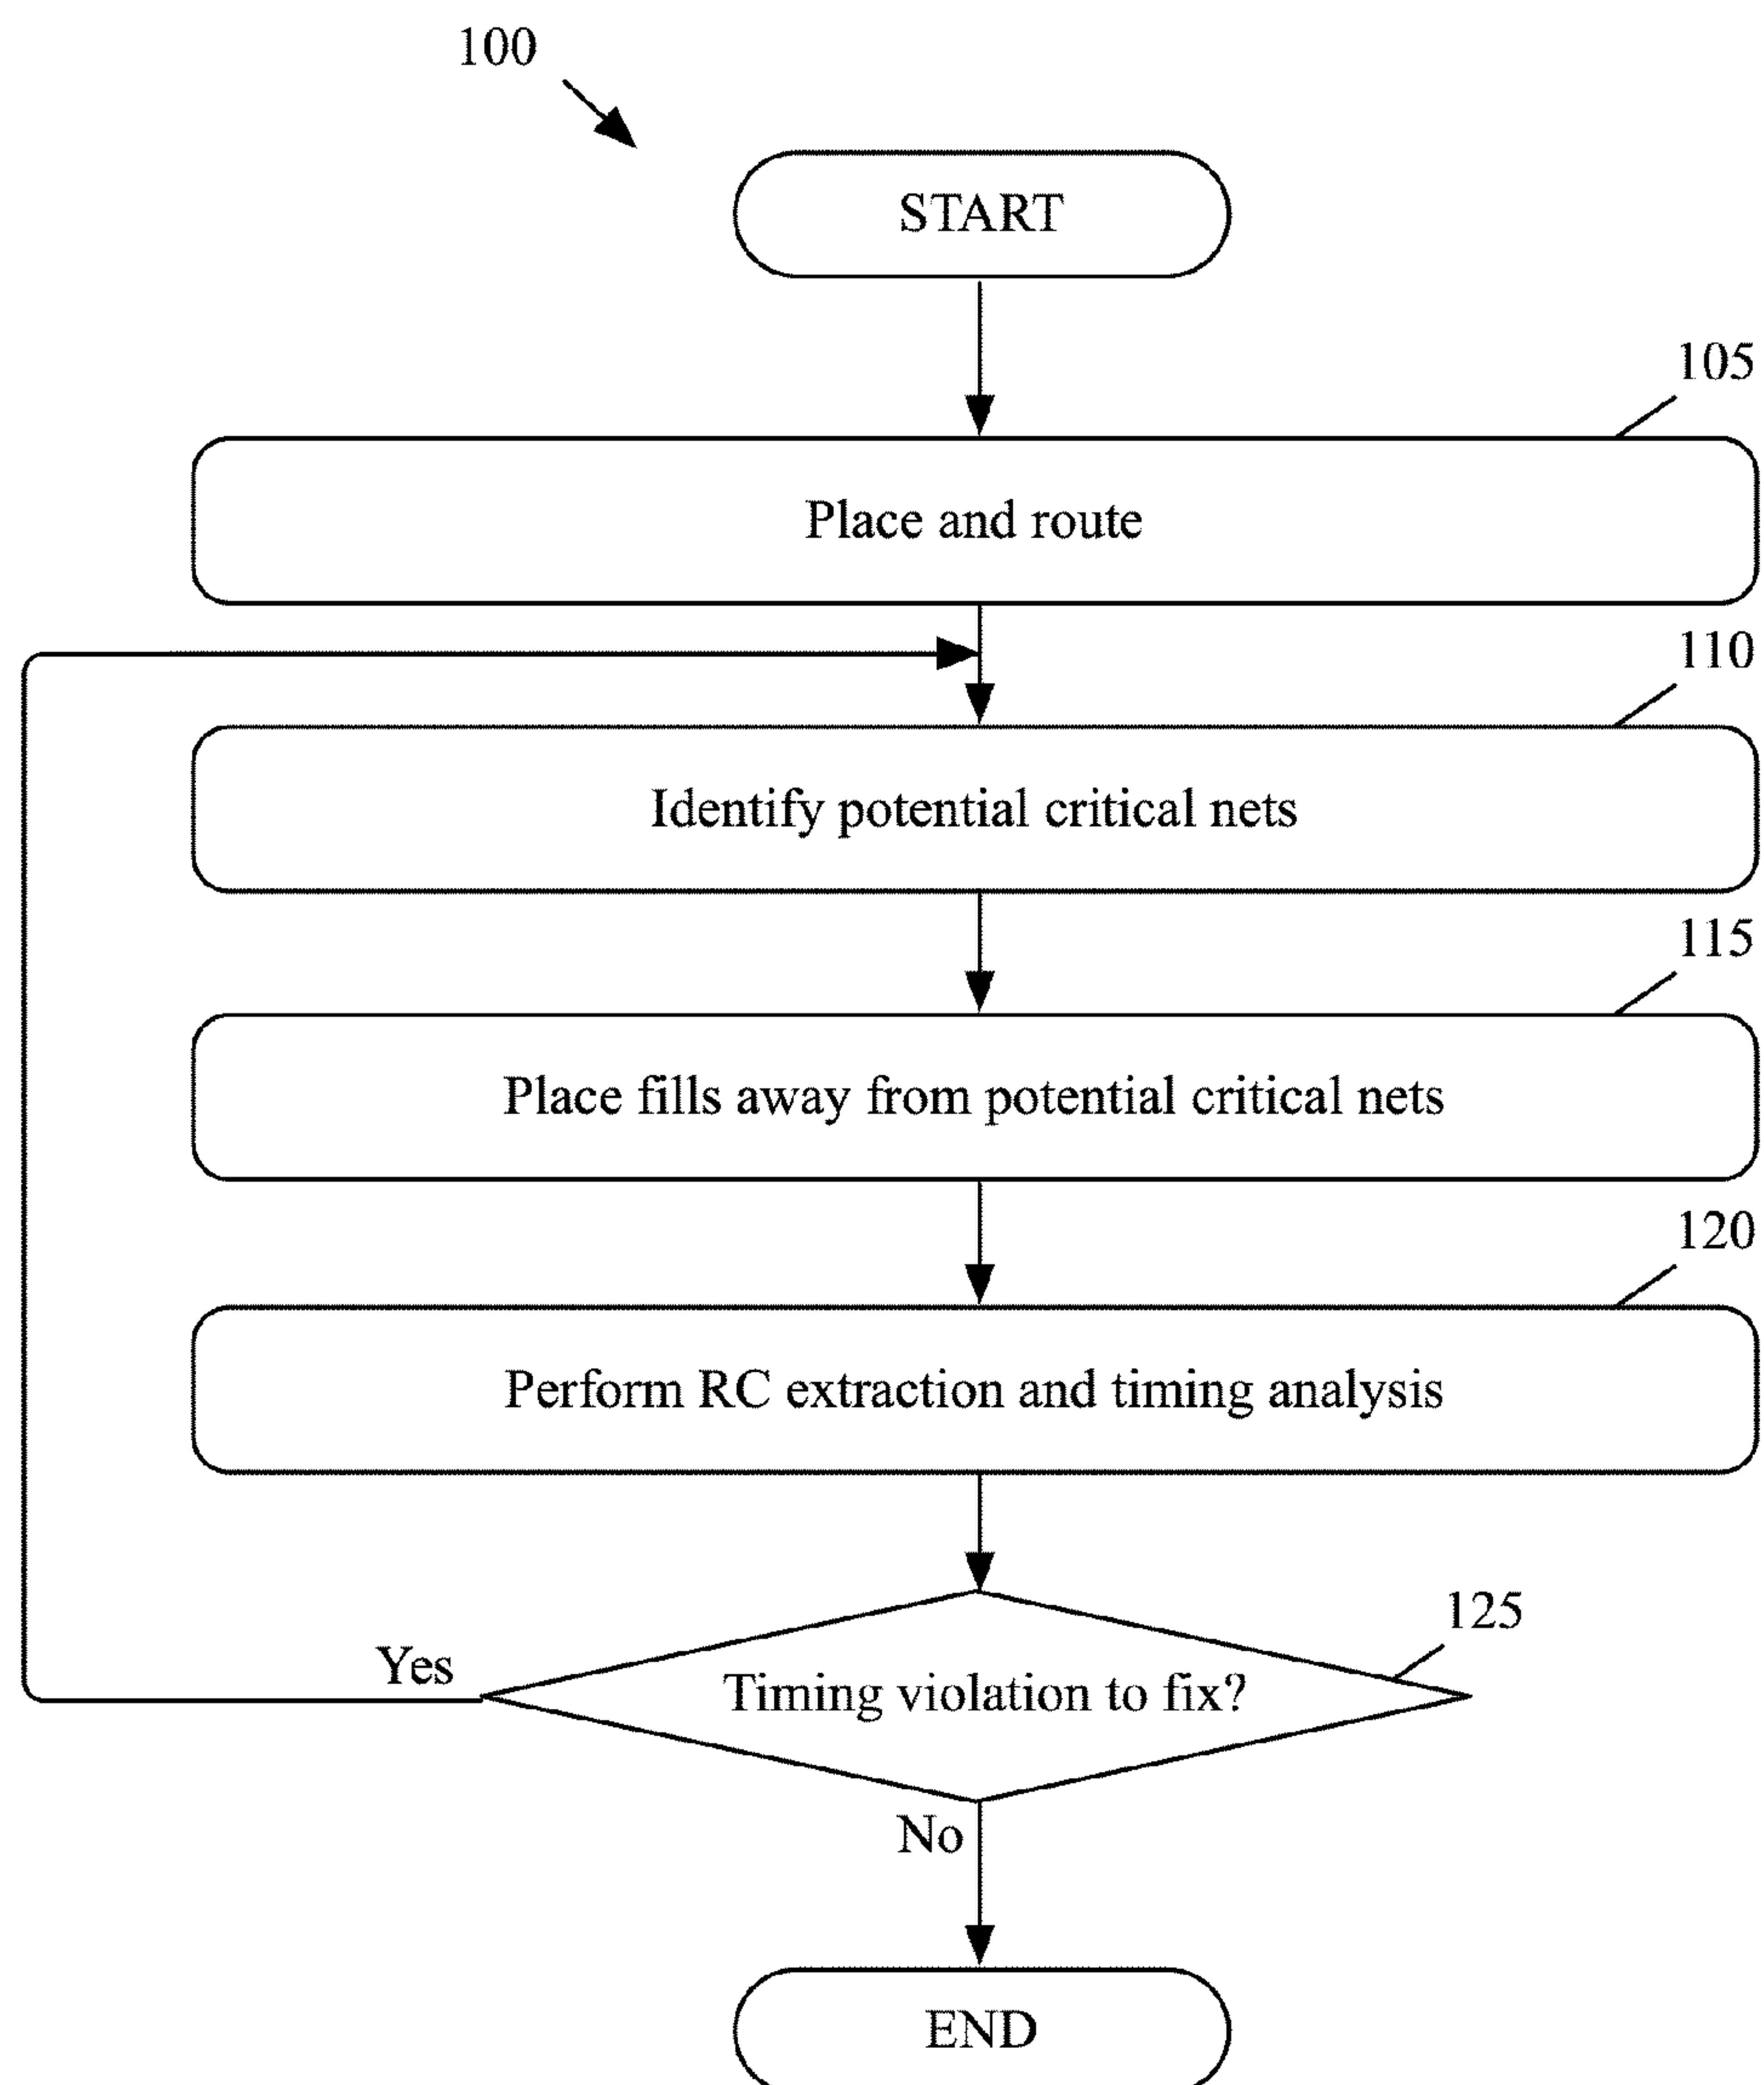 100
START
105
Place and route
110
Identify potential critical nets
115
Place fills away from potential critical nets
120
Perform RC extraction and timing analysis
125
Yes
Timing violation to fix?
No
END